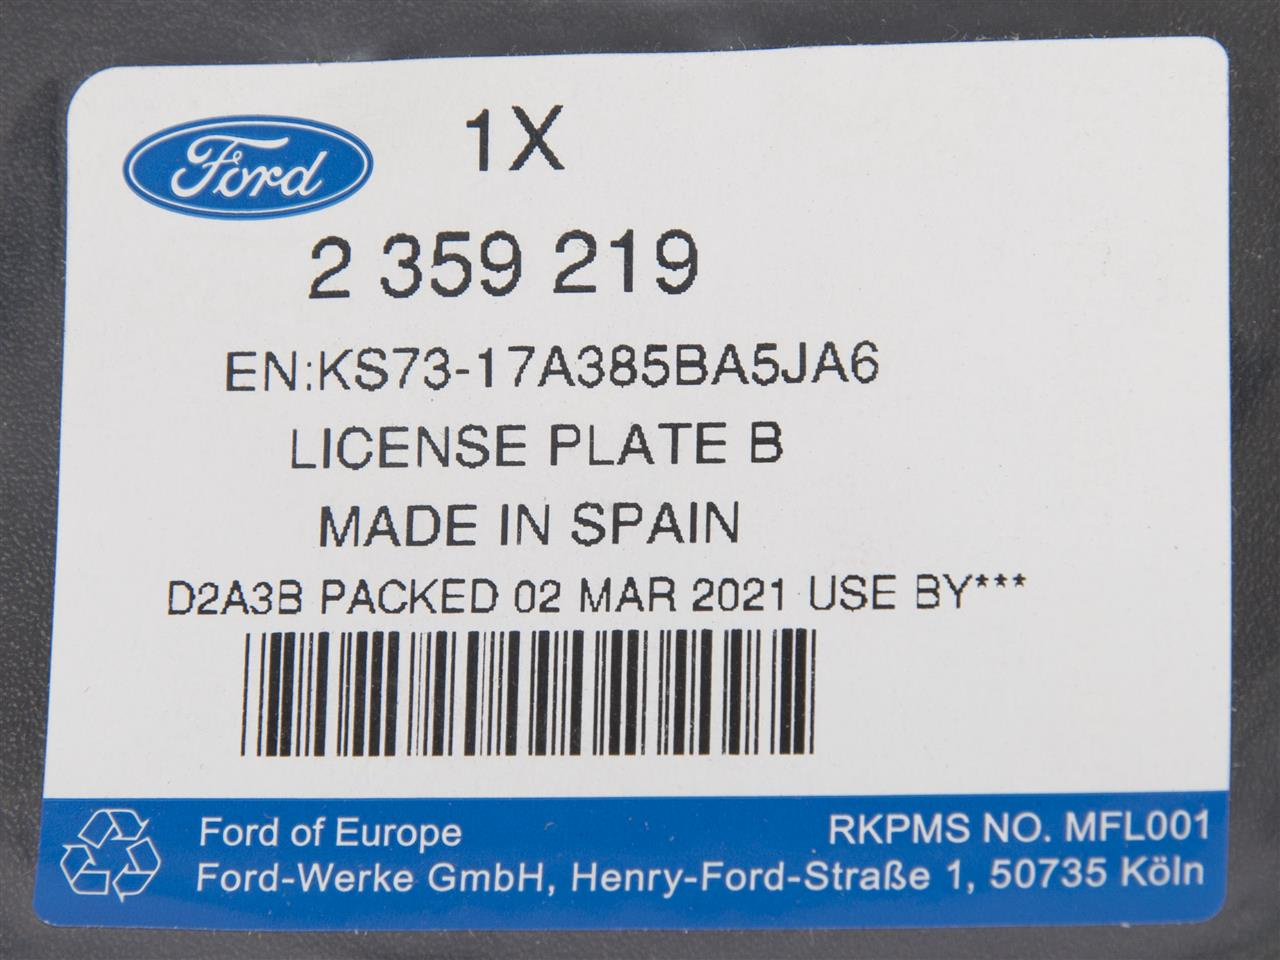 Ford
1X
2 359 219
EN:KS73-17A385BA5JA6
LICENSE PLATE B
MADE IN SPAIN
D2A3B PACKED 02 MAR 2021 USE BY***
Ford of Europe
RKPMS NO. MFL001
Ford-Werke GmbH, Henry-Ford-Straße 1, 50735 Köln